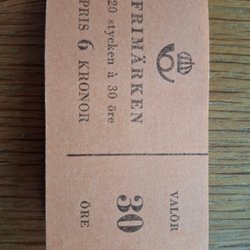 FRIMÄRKEN
20 stycken à 30 öre
PRIS 6 KRONOR
VALÖR
30
ÖRE